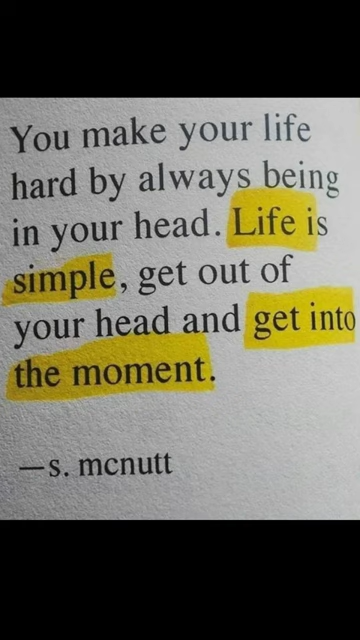 You make your life
hard by always being
in your head. Life is
simple, get out of
your head and get into
the moment.
—s. mcnutt